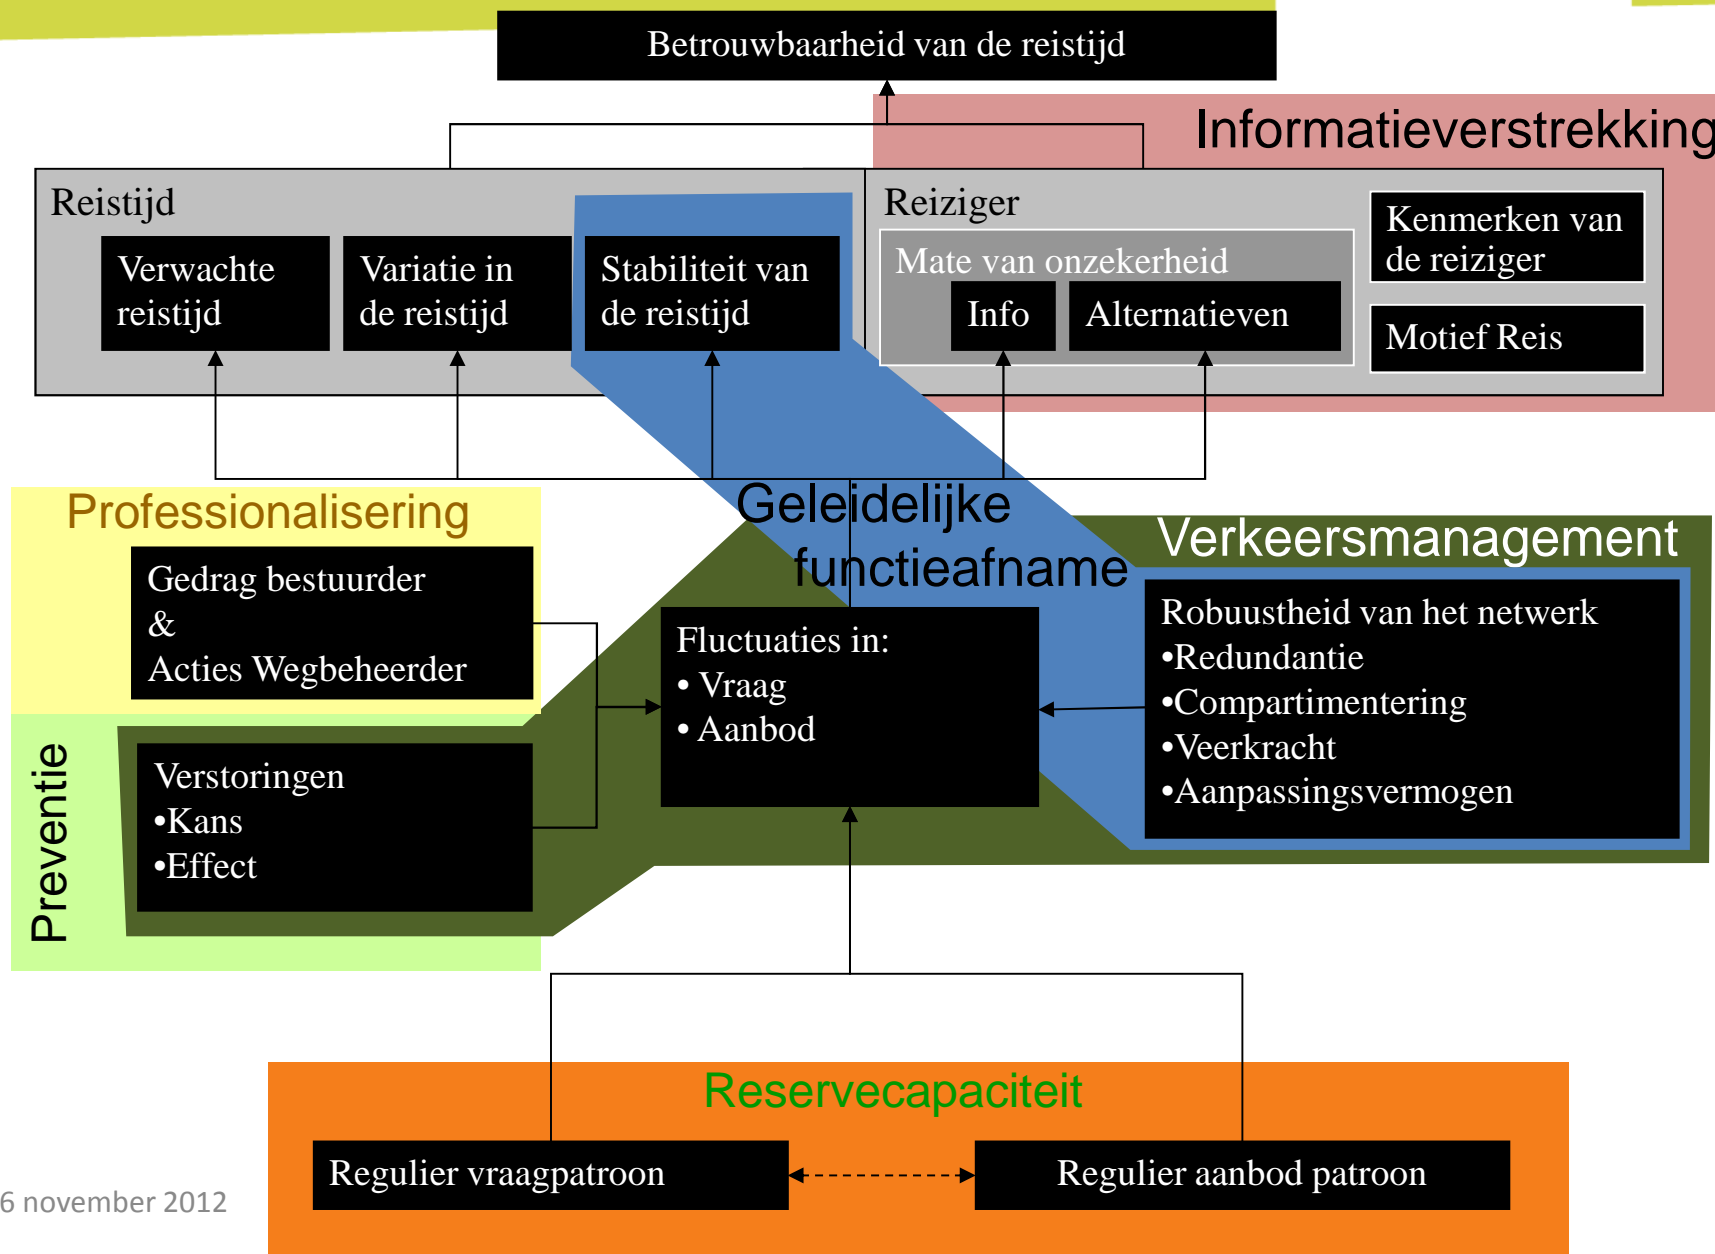 Betrouwbaarheid van de reistijd
Informatieverstrekking
Reistijd
Verwachte
reistijd
Variatie in
de reistijd
Stabiliteit van
de reistijd
Reiziger
Mate van onzekerheid
Info
Alternatieven
Kenmerken van
de reiziger
Motief Reis
Professionalisering
Gedrag bestuurder
&
Acties Wegbeheerder
Geleidelijke
functieafname
Verkeersmanagement
Fluctuaties in:
• Vraag
• Aanbod
Robuustheid van het netwerk
•Redundantie
•Compartimentering
•Veerkracht
•Aanpassingsvermogen
Preventie
Verstoringen
•Kans
•Effect
Reservecapaciteit
Regulier vraagpatroon
Regulier aanbod patroon
6 november 2012